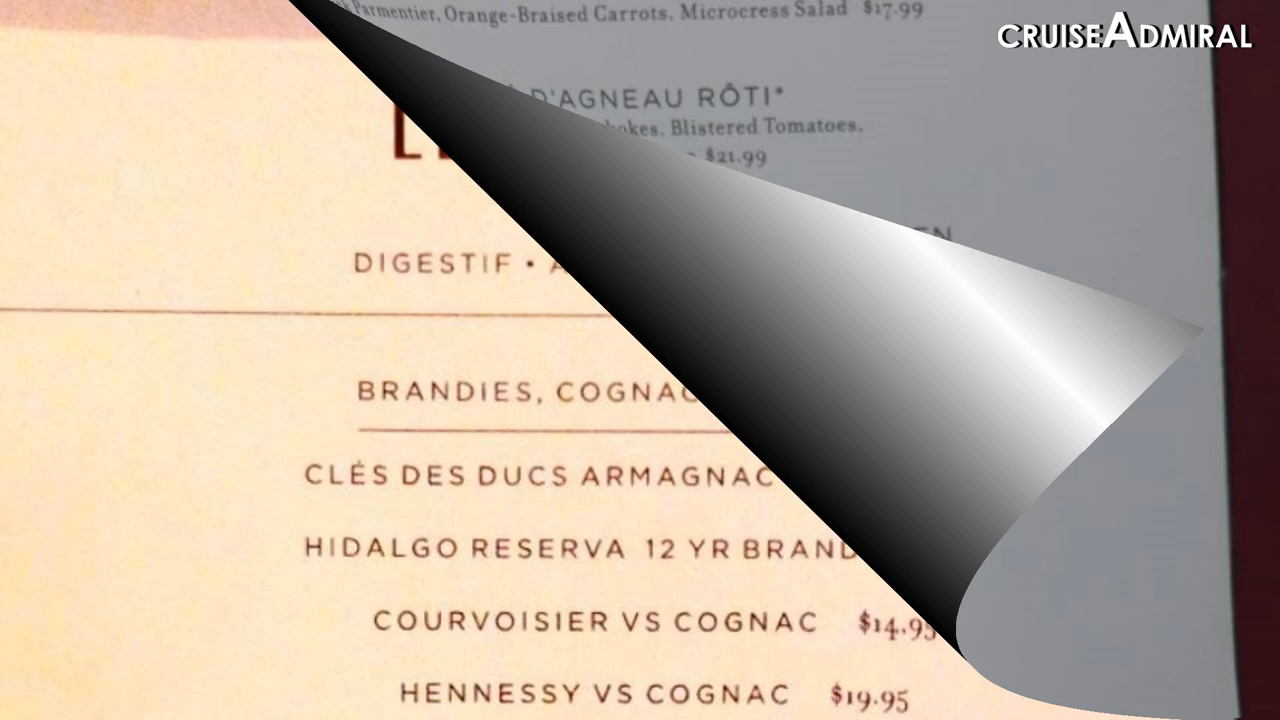 Parmentier, Orange-Braised Carrots, Microcress Salad $17.99
CRUISEADMIRAL
D'AGNEAU RÔTI*
Blistered Tomatoes,
$21.99
DIGESTIF •
BRANDIES, COGNAC
CLÉS DES DUCS ARMAGNAC
HIDALGO RESERVA 12 YR BRAND
COURVOISIER VS COGNAC $14.95
HENNESSY VS COGNAC $19.95